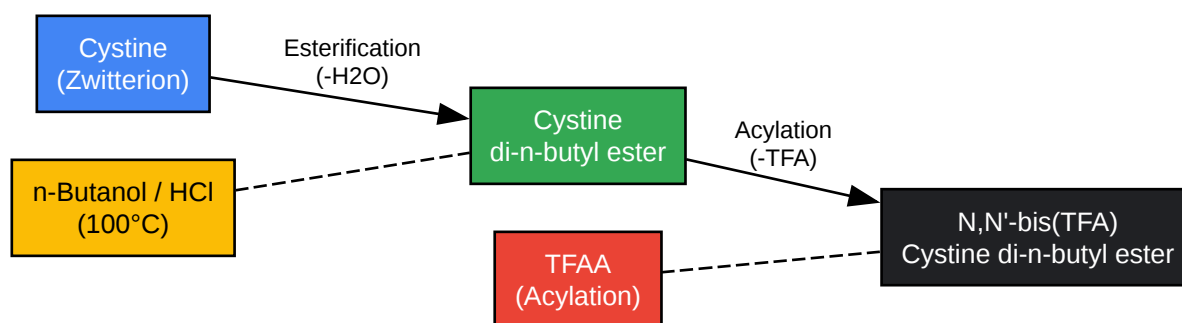 Cystine
(Zwitterion)
Esterification
(-H2O)
n-Butanol / HCl
(100°C)
Cystine
di-n-butyl ester
Acylation
(-TFA)
TFAA
(Acylation)
N,N'-bis(TFA)
Cystine di-n-butyl ester